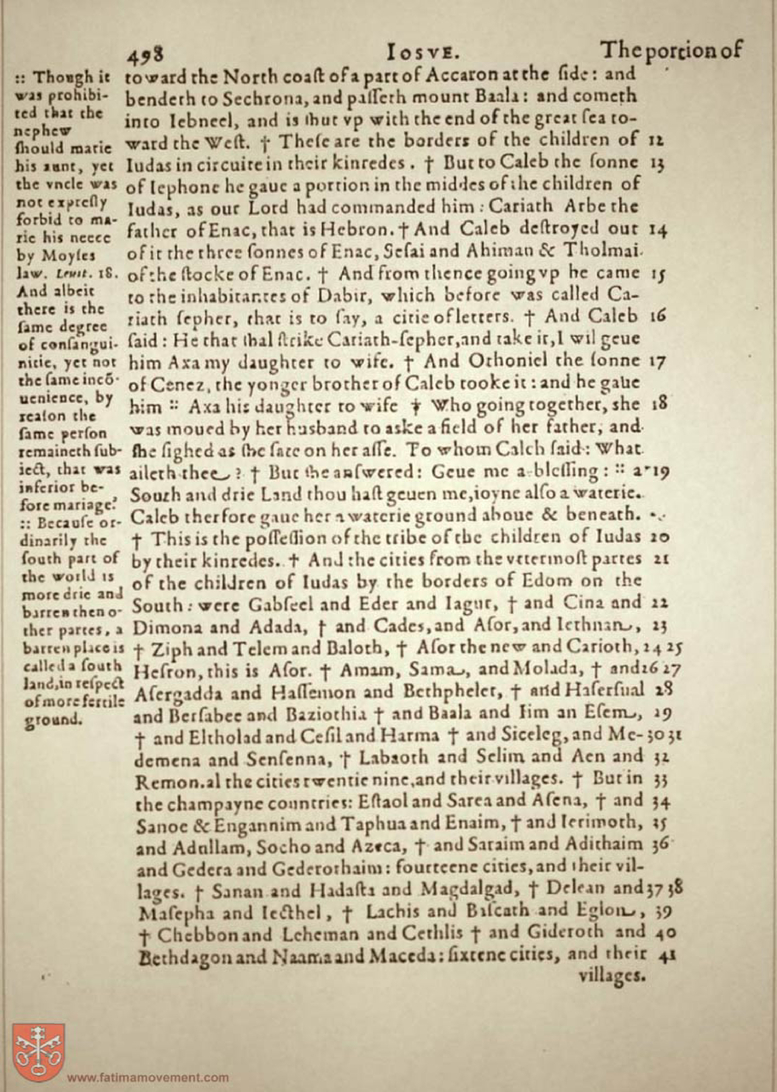 498 IOSVE. The portion of
:: Though it
was prohibi-
ted that the
nephew
ſhould marie
his aunt, yet
the vncle was
not expreſly
forbid to ma-
rie his neece
by Moyſes
law. Leuit. 18.
And albeit
there is the
ſame degree
of conſangui-
nitie, yet not
the ſame incõ-
uenience, by
reaſon the
ſame perſon
remaineth ſub-
iect, that was
inferior be-
fore mariage.
:: Becauſe or-
dinarily the
ſouth part of
the world is
more drie and
barren then o-
ther partes, a
barren place is
called a ſouth
land, in reſpect
of more fertile
ground.
toward the North coaſt of a part of Accaron at the ſide: and
bendeth to Sechrona, and paſſeth mount Baala: and cometh
into Iebneel, and is ſhut vp with the end of the great ſea to-
ward the Weſt. † Theſe are the borders of the children of 12
Iudas in circuite in their kinredes. † But to Caleb the ſonne 13
of Iephone he gaue a portion in the middes of the children of
Iudas, as our Lord had commanded him: Cariath Arbe the
father of Enac, that is Hebron. † And Caleb deſtroyed out 14
of it the three ſonnes of Enac, Seſai and Ahiman & Tholmai.
of the ſtocke of Enac. † And from thence going vp he came 15
to the inhabitantes of Dabir, which before was called Ca-
riath ſepher, that is to ſay, a citie of letters. † And Caleb 16
ſaid: He that ſhal ſtrike Cariath-ſepher, and take it, I wil geue
him Axa my daughter to wife. † And Othoniel the ſonne 17
of Cenez, the yonger brother of Caleb tooke it: and he gaue
him :: Axa his daughter to wife † Who going together, ſhe 18
was moued by her husband to aske a field of her father, and
ſhe ſighed as ſhe ſate on her aſſe. To whom Caleb ſaid: What
aileth thee? † But ſhe anſwered: Geue me a bleſſing: :: a 19
South and drie Land thou haſt geuen me, ioyne alſo a waterie.
Caleb therfore gaue her a waterie ground aboue & beneath.
† This is the poſſeſſion of the tribe of the children of Iudas 20
by their kinredes. † And the cities from the vttermoſt partes 21
of the children of Iudas by the borders of Edom on the
South: were Gabſeel and Eder and Iagur, † and Cina and 22
Dimona and Adada, † and Cades, and Aſor, and Iethnan, 23
† Ziph and Telem and Baloth, † Aſor the new and Carioth, 24 25
Heſron, this is Aſor. † Amam, Sama, and Molada, † and 26 27
Aſergadda and Haſſemon and Bethphelet, † and Haſerſual 28
and Berſabee and Baziothia † and Baala and Iim an Eſem, 29
† and Eltholad and Ceſil and Harma † and Siceleg, and Me- 30 31
demena and Senſenna, † Labaoth and Selim and Aen and 32
Remon. al the cities twentie nine, and their villages. † But in 33
the champayne countries: Eſtaol and Sarea and Aſena, † and 34
Sanoe & Engannim and Taphua and Enaim, † and Ierimoth, 35
and Adullam, Socho and Azeca, † and Saraim and Adithaim 36
and Gedera and Gederothaim: fourteene cities, and their vil-
lages. † Sanan and Hadaſta and Magdalgad, † Delean and 37 38
Maſepha and Iecthel, † Lachis and Baſcath and Eglon, 39
† Chebbon and Leheman and Cethlis † and Gideroth and 40
Bethdagon and Naama and Maceda: ſixtene cities, and their 41
villages.
www.fatimamovement.com